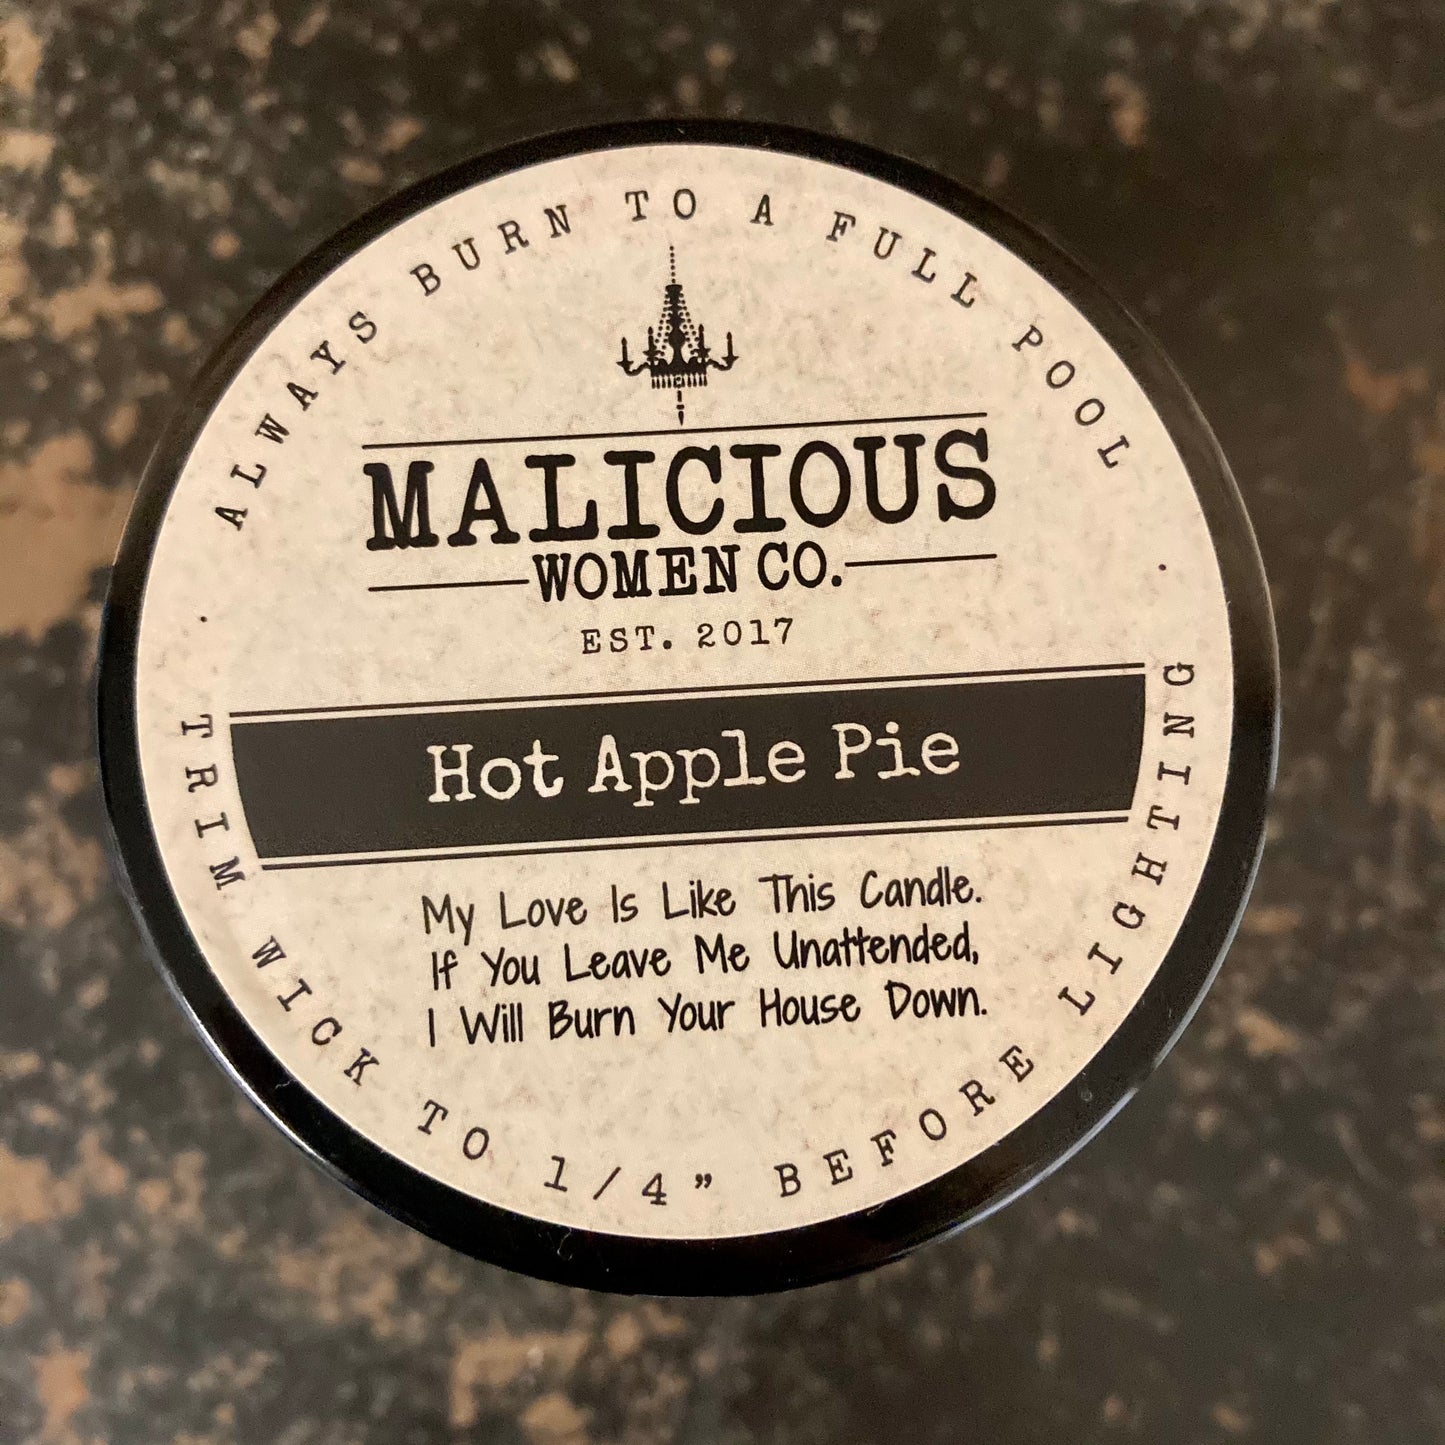 ALWAYS BURN TO A FULL POOL
MALICIOUS
WOMEN CO.
EST. 2017
Hot Apple Pie
My Love Is Like This Candle.
If You Leave Me Unattended,
I Will Burn Your House Down.
TRIM WICK TO 1/4” BEFORE LIGHTING